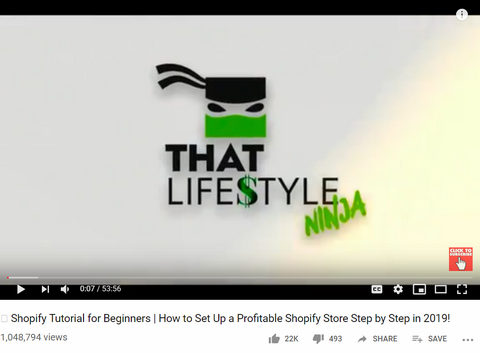 THAT
LIFE$TYLE
NINJA
CLICK TO
SUBSCRIBE
0:07 / 53:56
CC
Shopify Tutorial for Beginners | How to Set Up a Profitable Shopify Store Step by Step in 2019!
1,048,794 views
22K
493
SHARE
SAVE